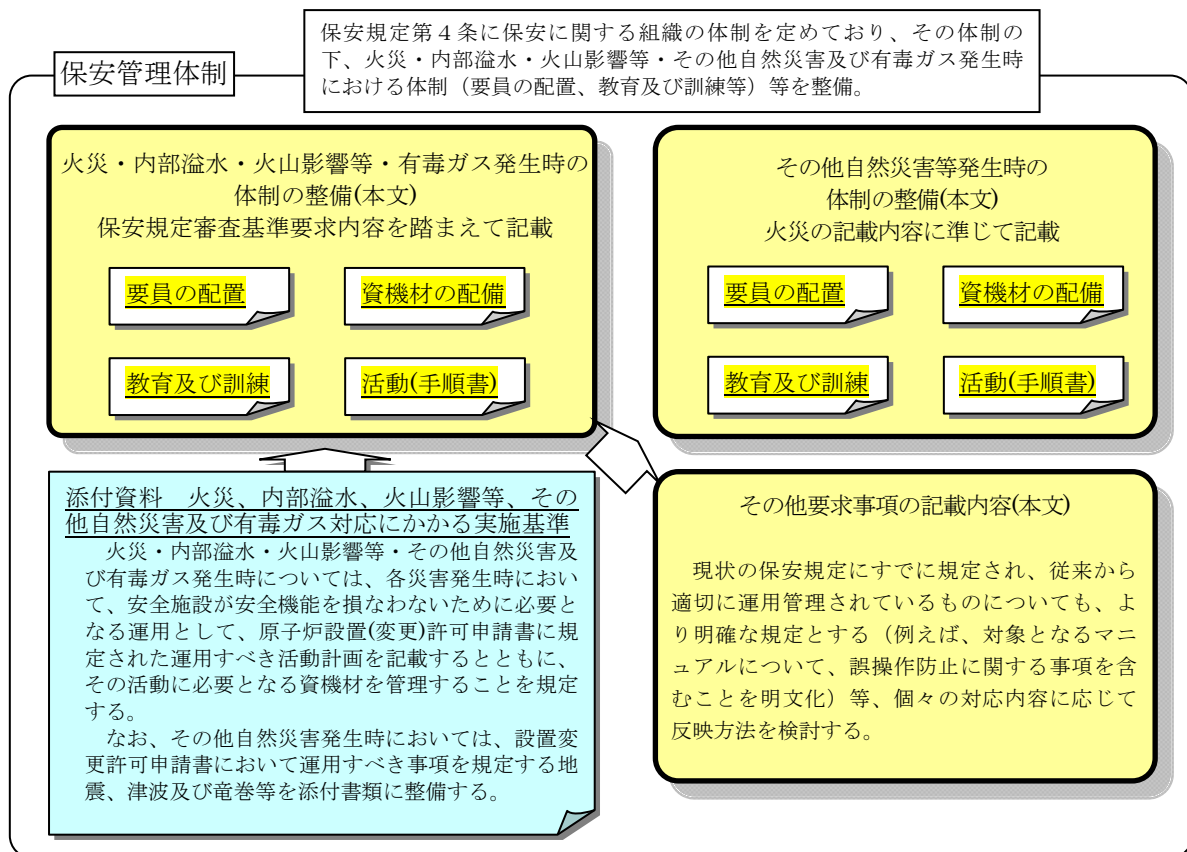 保安規定第4条に保安に関する組織の体制を定めており、その体制の
下、火災・内部溢水・火山影響等・その他自然災害及び有毒ガス発生時
における体制（要員の配置、教育及び訓練等）等を整備。
保安管理体制
火災・内部溢水・火山影響等・有毒ガス発生時の
体制の整備(本文)
保安規定審査基準要求内容を踏まえて記載
要員の配置
資機材の配備
教育及び訓練
活動(手順書)
その他自然災害等発生時の
体制の整備(本文)
火災の記載内容に準じて記載
要員の配置
資機材の配備
教育及び訓練
活動(手順書)
添付資料　火災、内部溢水、火山影響等、その
他自然災害及び有毒ガス対応にかかる実施基準
火災・内部溢水・火山影響等・その他自然災害及
び有毒ガス発生時については、各災害発生時におい
て、安全施設が安全機能を損なわないために必要と
なる運用として、原子炉設置(変更)許可申請書に規
定された運用すべき活動計画を記載するとともに、
その活動に必要となる資機材を管理することを規定
する。
なお、その他自然災害発生時においては、設置変
更許可申請書において運用すべき事項を規定する地
震、津波及び竜巻等を添付書類に整備する。
その他要求事項の記載内容(本文)
現状の保安規定にすでに規定され、従来から
適切に運用管理されているものについても、よ
り明確な規定とする（例えば、対象となるマニ
ュアルについて、誤操作防止に関する事項を含
むことを明文化）等、個々の対応内容に応じて
反映方法を検討する。